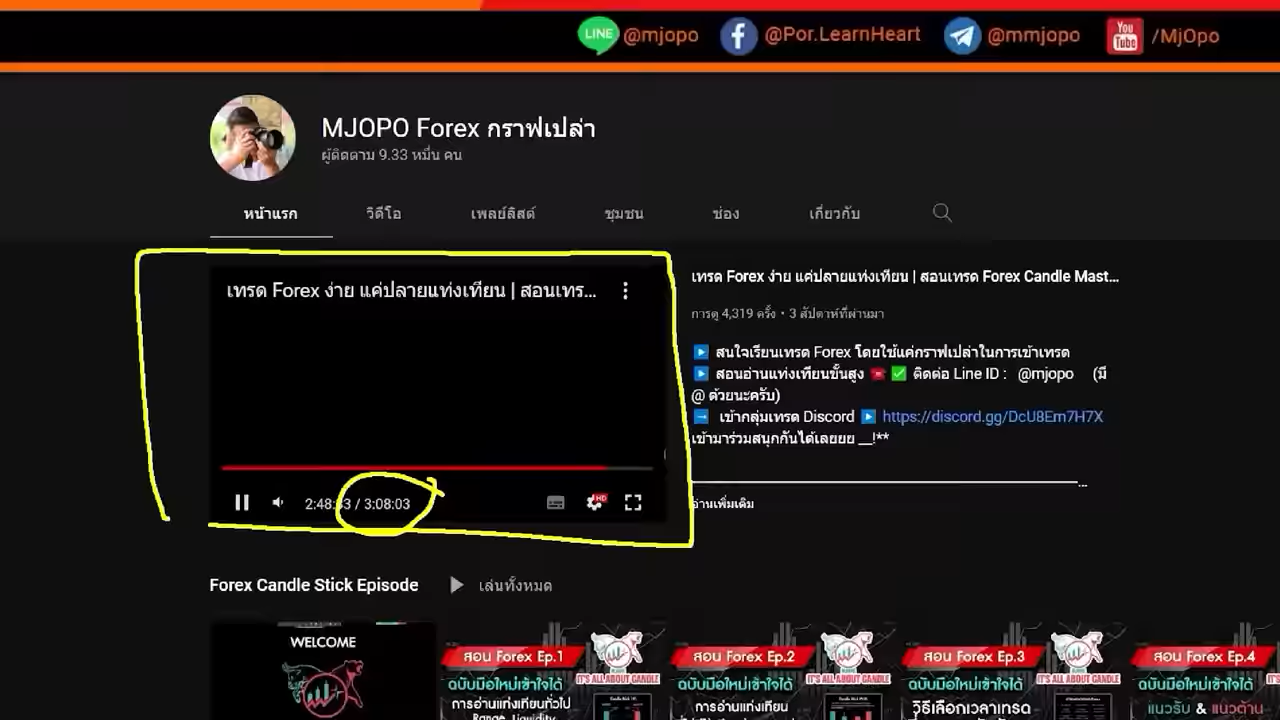 LINE @mjopo @Por.LearnHeart @mmjopo You Tube /MjOpo
MJOPO Forex กราฟเปล่า
ผู้ติดตาม 9.33 หมื่น คน
หน้าแรก วิดีโอ เพลย์ลิสต์ ชุมชน ช่อง เกี่ยวกับ
เทรด Forex ง่าย แค่ปลายแท่งเทียน | สอนเทร...
2:48: / 3:08:03
HD
เทรด Forex ง่าย แค่ปลายแท่งเทียน | สอนเทรด Forex Candle Mast...
การดู 4,319 ครั้ง • 3 สัปดาห์ที่ผ่านมา
สนใจเรียนเทรด Forex โดยใช้แค่กราฟเปล่าในการเข้าเทรด
สอนอ่านแท่งเทียนขั้นสูง ติดต่อ Line ID : @mjopo (มี
@ ด้วยนะครับ)
เข้ากลุ่มเทรด Discord https://discord.gg/DcU8Em7H7X
เข้ามาร่วมสนุกกันได้เลยยย __!**
...
อ่านเพิ่มเติม
Forex Candle Stick Episode เล่นทั้งหมด
WELCOME
สอน Forex Ep.1
IT'S ALL ABOUT CANDLE
ฉบับมือใหม่เข้าใจได้
การอ่านแท่งเทียนทั่วไป
Range, Liquidity
สอน Forex Ep.2
IT'S ALL ABOUT CANDLE
ฉบับมือใหม่เข้าใจได้
การอ่านแท่งเทียน
สอน Forex Ep.3
IT'S ALL ABOUT CANDLE
ฉบับมือใหม่เข้าใจได้
วิธีเลือกเวลาเทรด
สอน Forex Ep.4
ฉบับมือใหม่เข้าใจได้
แนวรับ & แนวต้าน